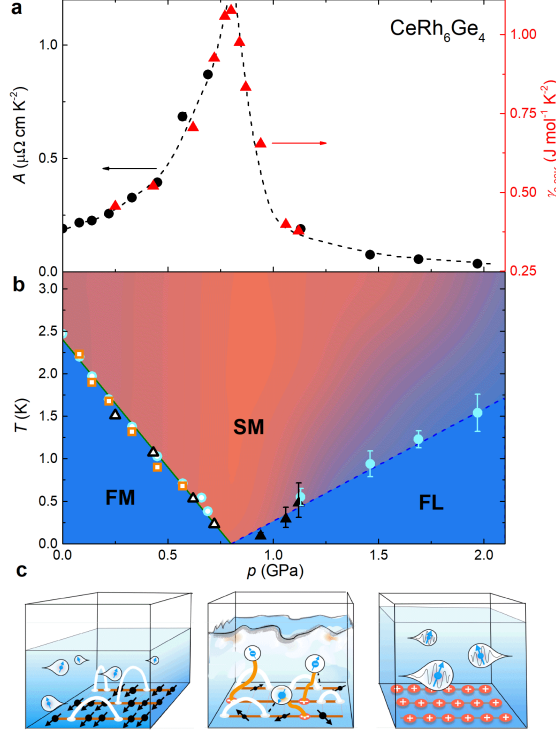 a
CeRh6Ge4
A (μΩ cm K-2)
1.0
0.5
0.0
1.00
0.75
0.50
0.25
(J mol-1 K-2)
b
T (K)
3.0
2.5
2.0
1.5
1.0
0.5
0.0
SM
FM
FL
0.0 0.5 1.0 1.5 2.0
p (GPa)
c
+ + + + +
+ + + + +
+ + + + +